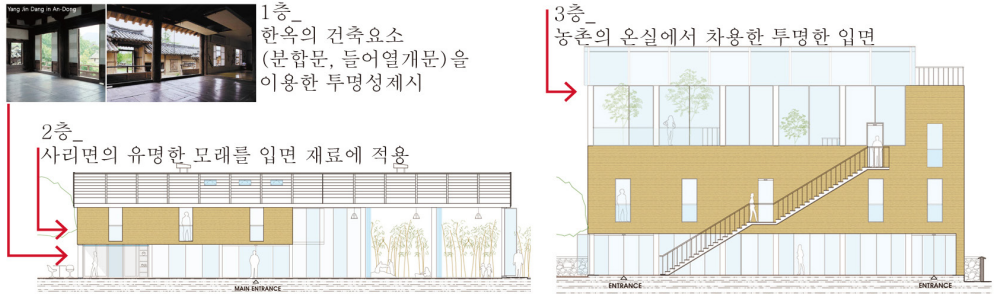 Yang Jin Dang in An-Dong
1층_
한옥의 건축요소
(분합문, 들어열개문)을
이용한 투명성제시
2층_
사리면의 유명한 모래를 입면 재료에 적용
MAIN ENTRANCE
3층_
농촌의 온실에서 차용한 투명한 입면
ENTRANCE
ENTRANCE